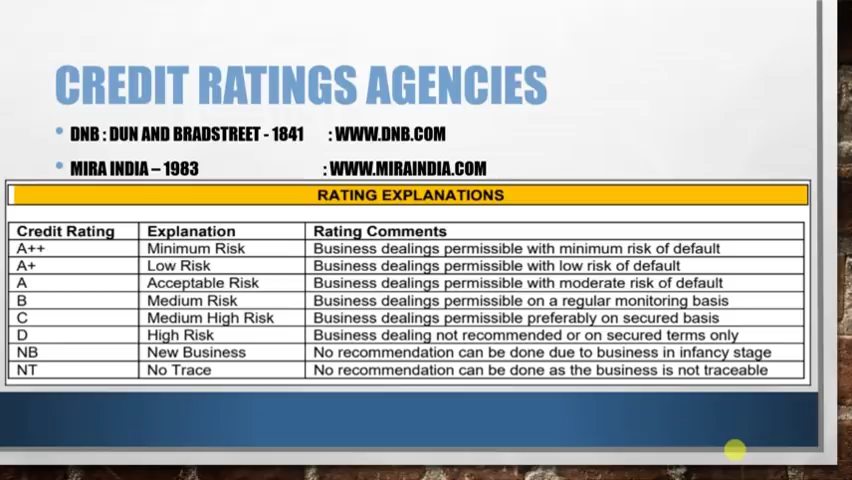 CREDIT RATINGS AGENCIES
• DNB : DUN AND BRADSTREET - 1841 : WWW.DNB.COM
• MIRA INDIA – 1983 : WWW.MIRAINDIA.COM
RATING EXPLANATIONS
Credit Rating Explanation Rating Comments
A++ Minimum Risk Business dealings permissible with minimum risk of default
A+ Low Risk Business dealings permissible with low risk of default
A Acceptable Risk Business dealings permissible with moderate risk of default
B Medium Risk Business dealings permissible on a regular monitoring basis
C Medium High Risk Business dealings permissible preferably on secured basis
D High Risk Business dealing not recommended or on secured terms only
NB New Business No recommendation can be done due to business in infancy stage
NT No Trace No recommendation can be done as the business is not traceable